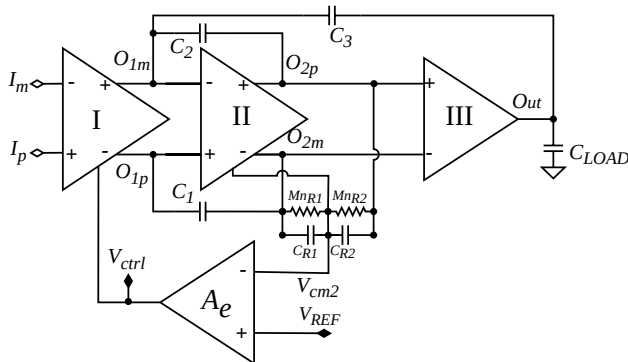 C3
C2
O1m
O2p
Im
-
+
-
+
+
Out
I
II
III
Ip
+
-
+
-
-
O2m
CLOAD
O1p
C1
MnR1
MnR2
CR1
CR2
Vctrl
-
Vcm2
Ae
VREF
+